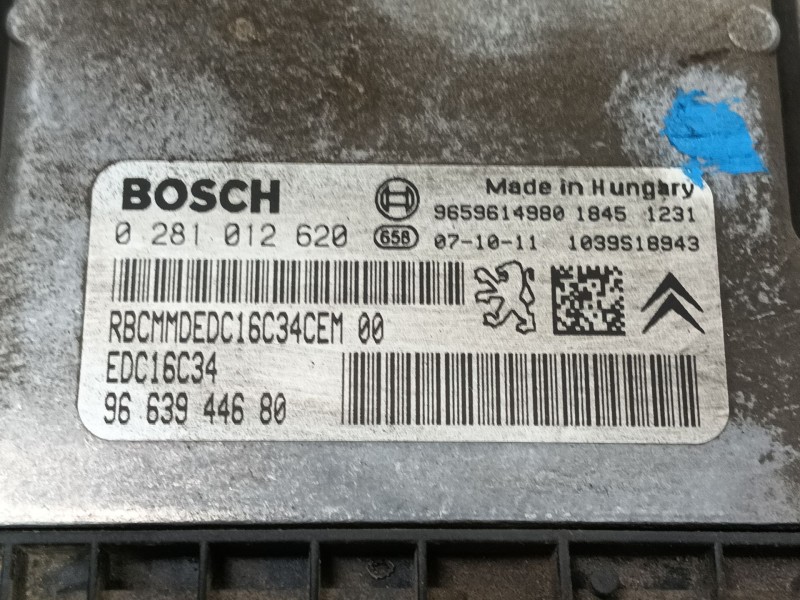 BOSCH
Made in Hungary
9659614980 1845 1231
0 281 012 620
658
07-10-11 1039S18943
RBCMMDEDC16C34CEM 00
EDC16C34
96 639 446 80